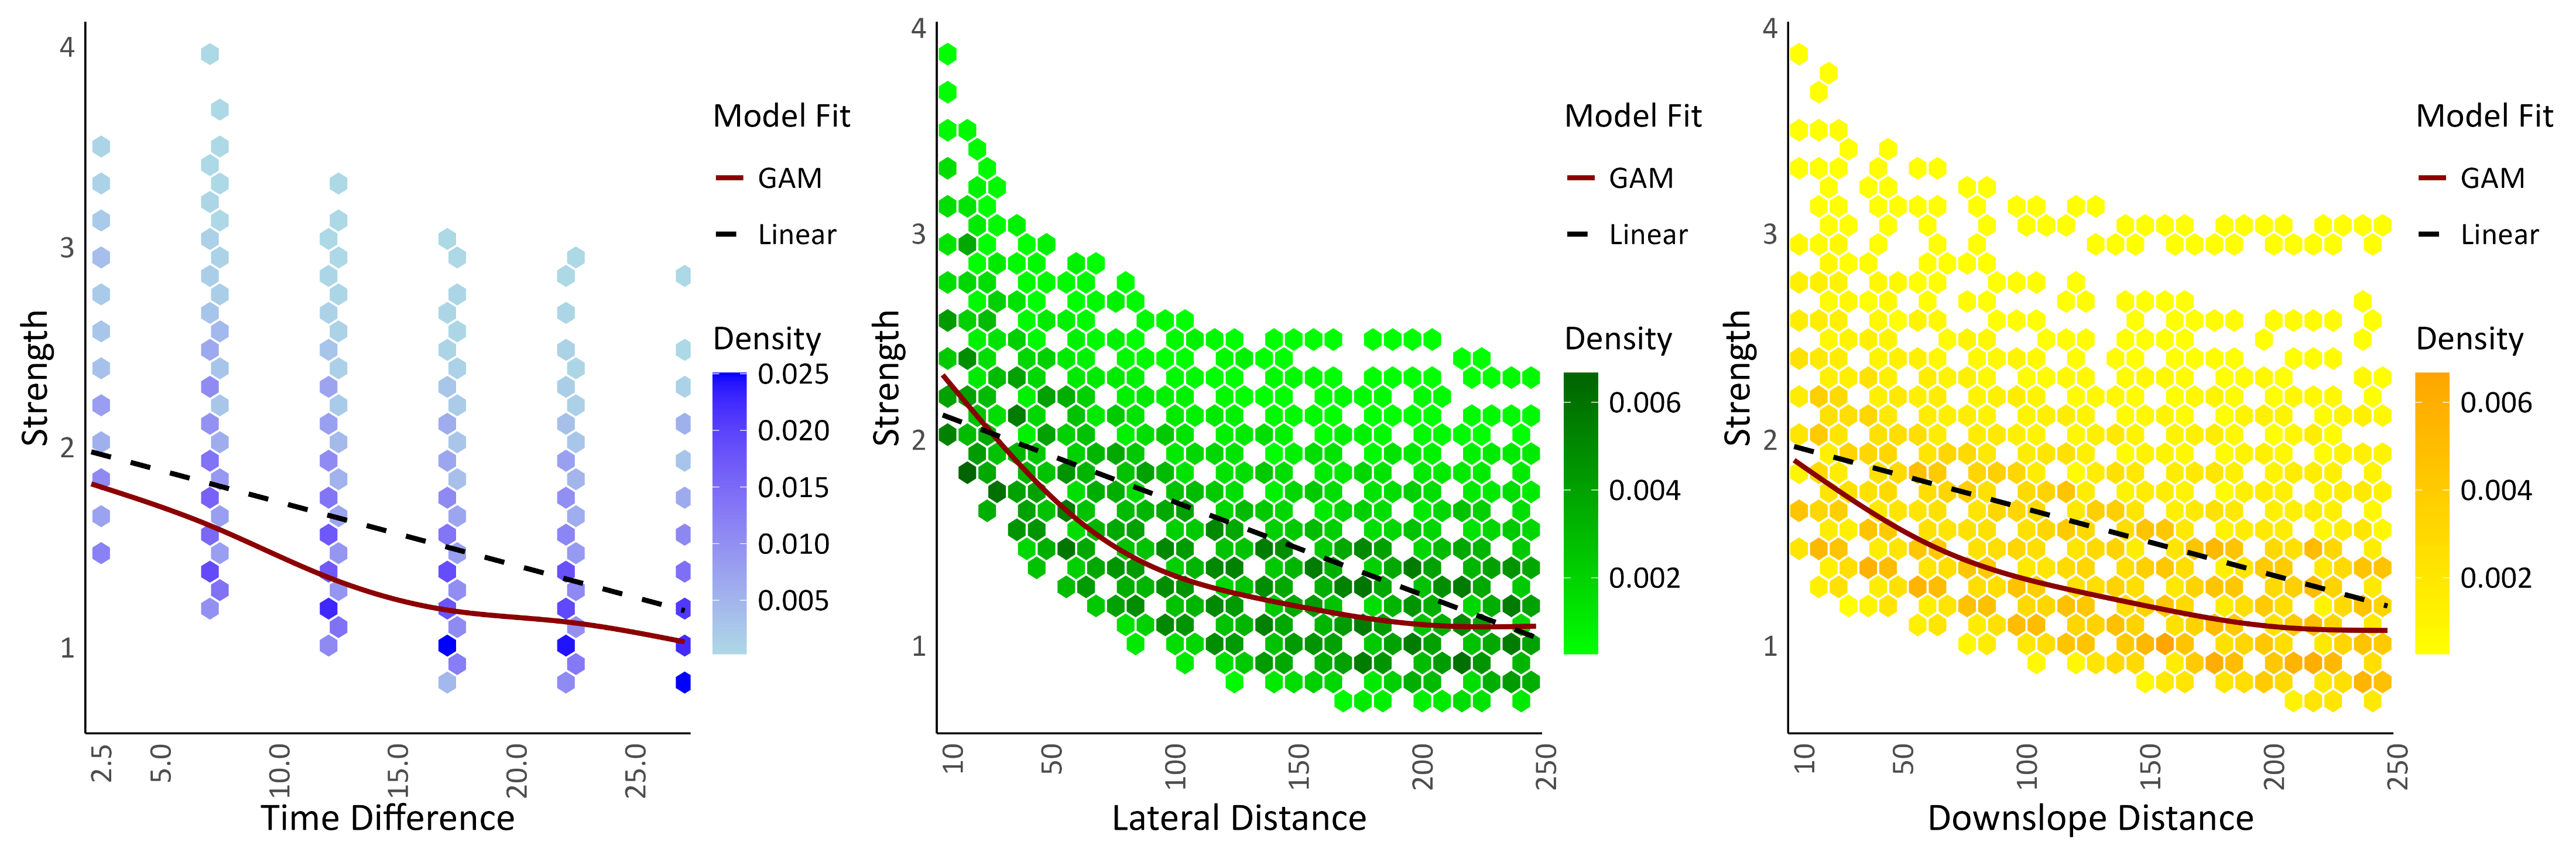 Strength
4
3
2
1
2.5
5.0
10.0
15.0
20.0
25.0
Time Difference
Model Fit
GAM
Linear
Density
0.025
0.020
0.015
0.010
0.005
Strength
4
3
2
1
10
50
100
150
200
250
Lateral Distance
Model Fit
GAM
Linear
Density
0.006
0.004
0.002
Strength
4
3
2
1
10
50
100
150
200
250
Downslope Distance
Model Fit
GAM
Linear
Density
0.006
0.004
0.002